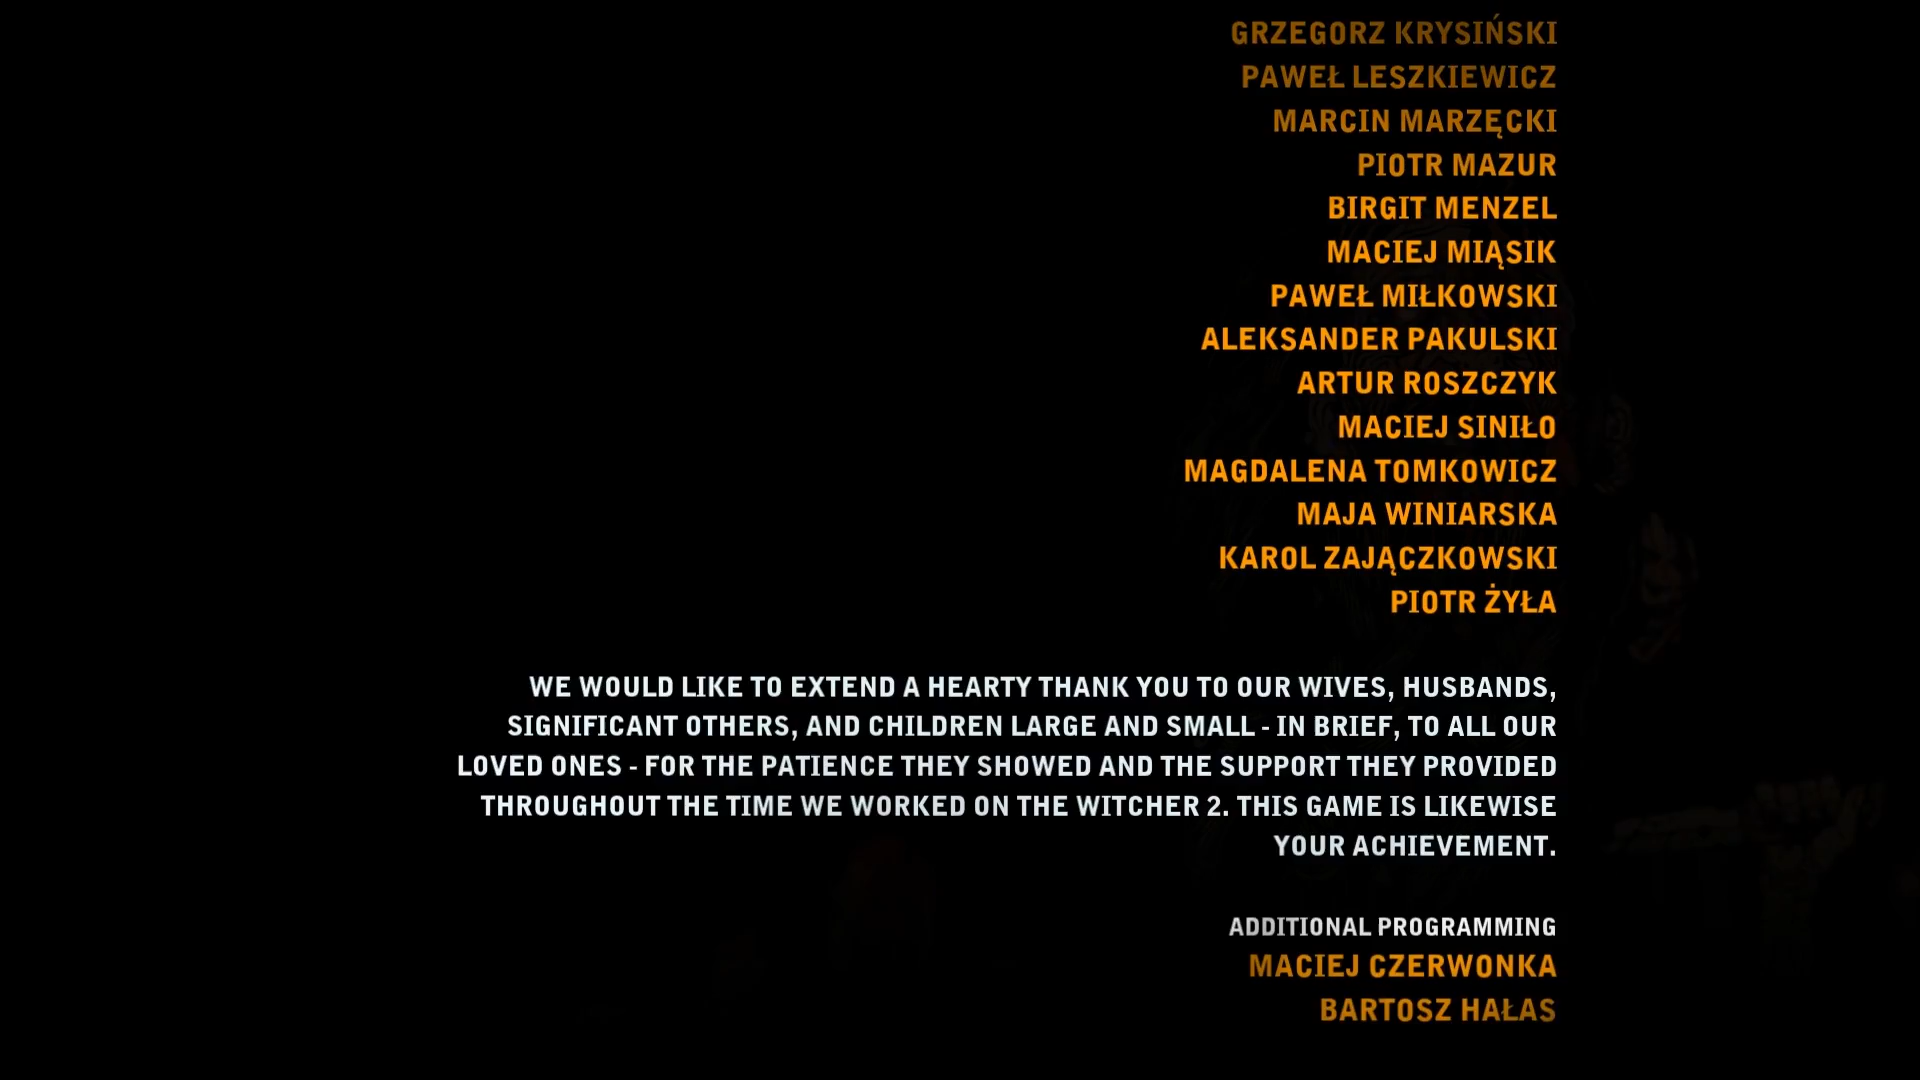 GRZEGORZ KRYSIŃSKI
PAWEŁ LESZKIEWICZ
MARCIN MARZĘCKI
PIOTR MAZUR
BIRGIT MENZEL
MACIEJ MIĄSIK
PAWEŁ MIŁKOWSKI
ALEKSANDER PAKULSKI
ARTUR ROSZCZYK
MACIEJ SINIŁO
MAGDALENA TOMKOWICZ
MAJA WINIARSKA
KAROL ZAJĄCZKOWSKI
PIOTR ŻYŁA
WE WOULD LIKE TO EXTEND A HEARTY THANK YOU TO OUR WIVES, HUSBANDS,
SIGNIFICANT OTHERS, AND CHILDREN LARGE AND SMALL - IN BRIEF, TO ALL OUR
LOVED ONES - FOR THE PATIENCE THEY SHOWED AND THE SUPPORT THEY PROVIDED
THROUGHOUT THE TIME WE WORKED ON THE WITCHER 2. THIS GAME IS LIKEWISE
YOUR ACHIEVEMENT.
ADDITIONAL PROGRAMMING
MACIEJ CZERWONKA
BARTOSZ HAŁAS